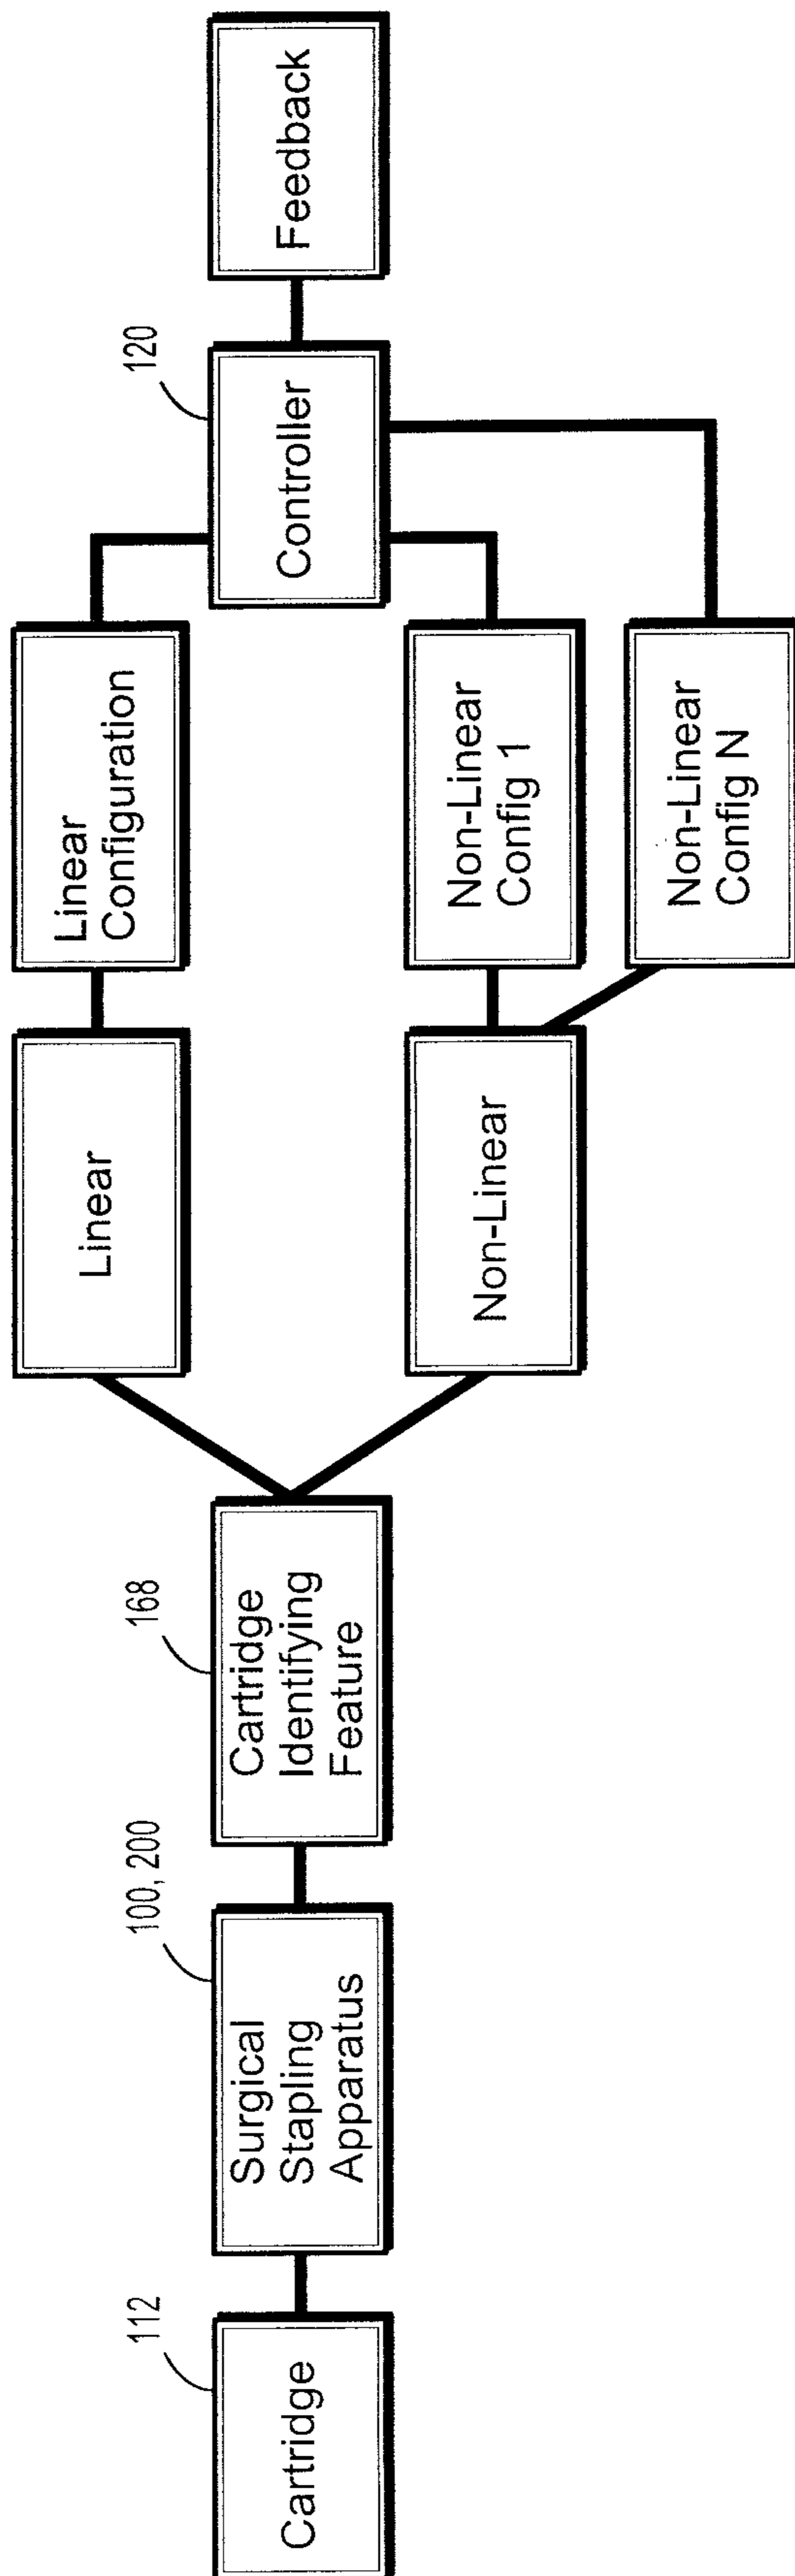 112
Cartridge
100, 200
Surgical
Stapling
Apparatus
168
Cartridge
Identifying
Feature
Linear
Linear
Configuration
Non-Linear
Non-Linear
Config 1
Non-Linear
Config N
120
Controller
Feedback